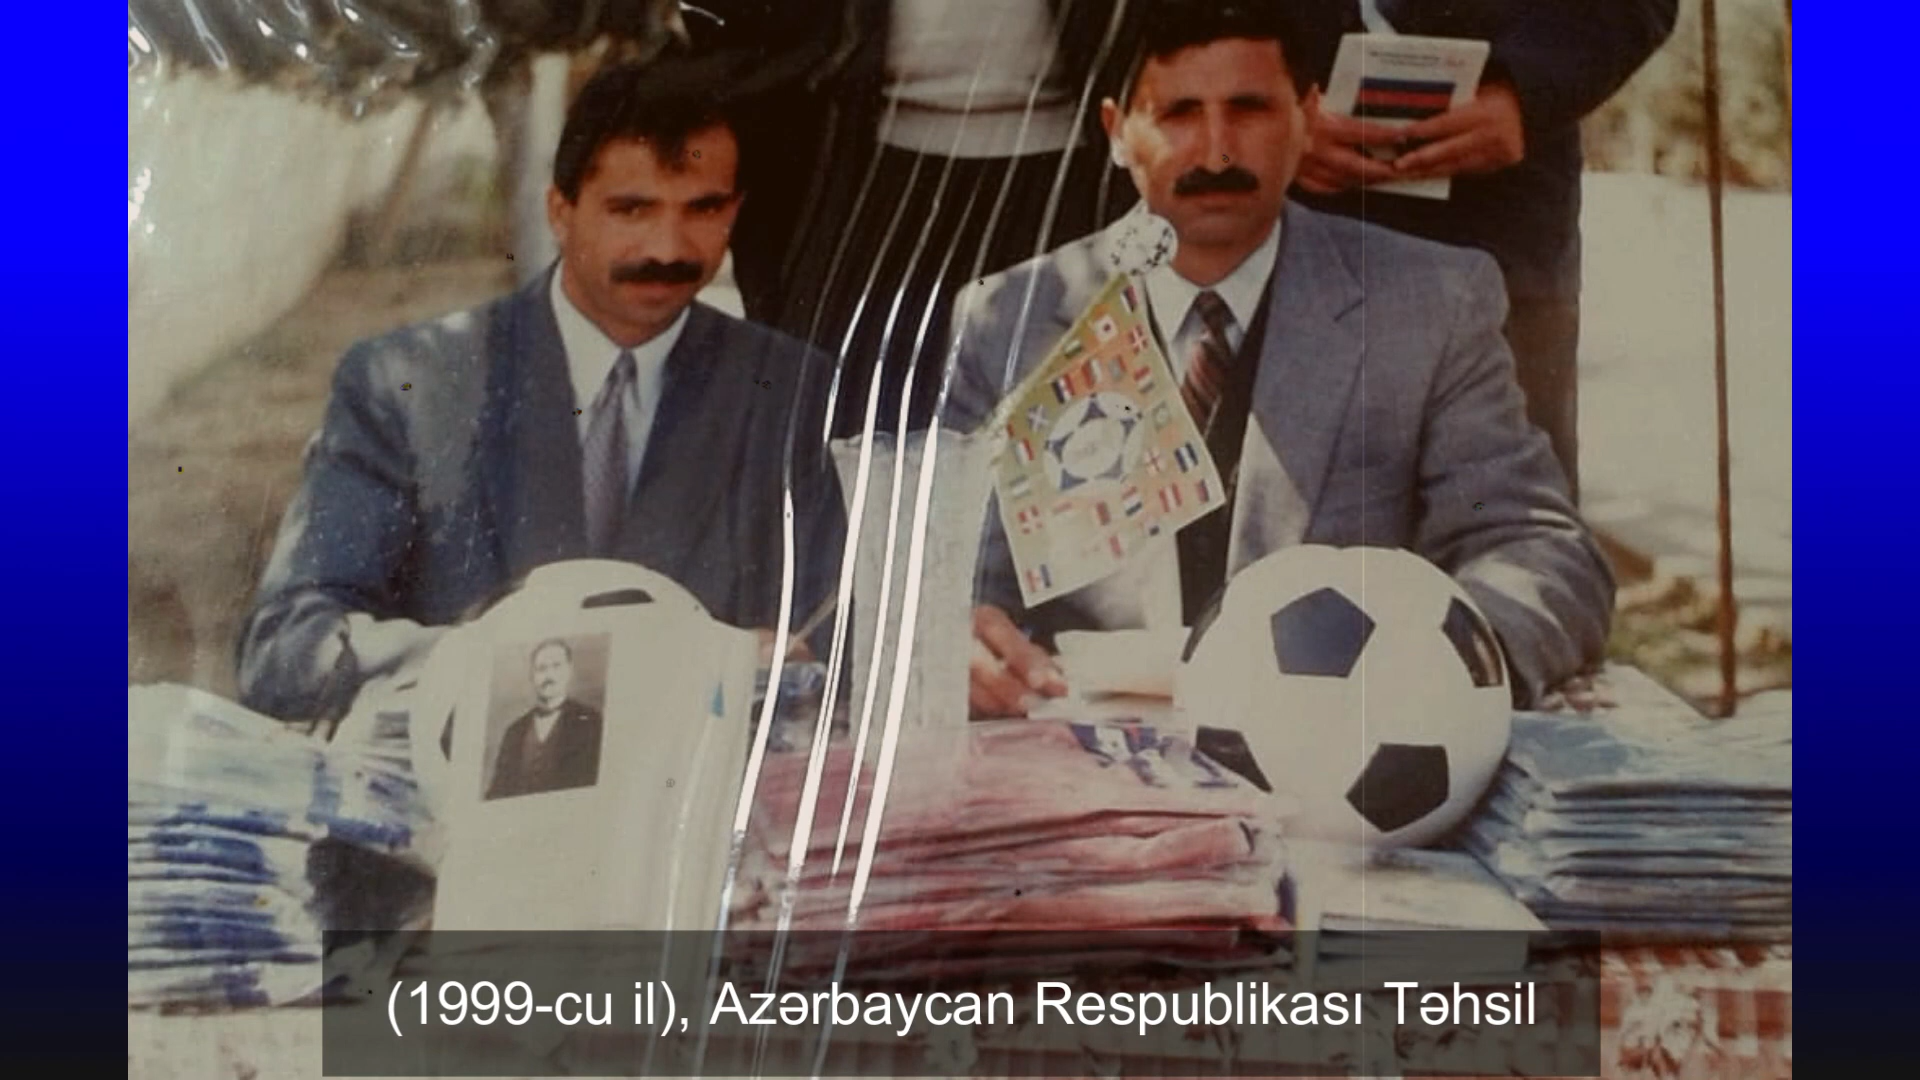 (1999-cu il), Azərbaycan Respublikası Təhsil